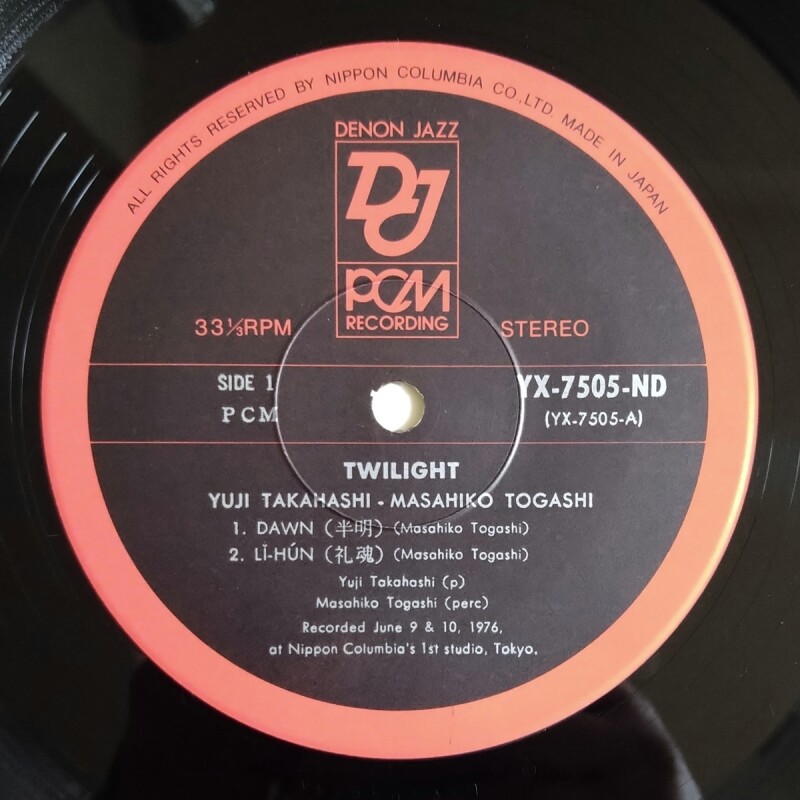 ALL RIGHTS RESERVED BY NIPPON COLUMBIA CO.,LTD. MADE IN JAPAN
DENON JAZZ
DJ
PCM
RECORDING
33⅓RPM
STEREO
SIDE 1
PCM
YX-7505-ND
(YX-7505-A)
TWILIGHT
YUJI TAKAHASHI - MASAHIKO TOGASHI
1. DAWN (半明) (Masahiko Togashi)
2. LǏ-HÚN (礼魂) (Masahiko Togashi)
Yuji Takahashi (p)
Masahiko Togashi (perc)
Recorded June 9 & 10, 1976,
at Nippon Columbia's 1st studio, Tokyo.